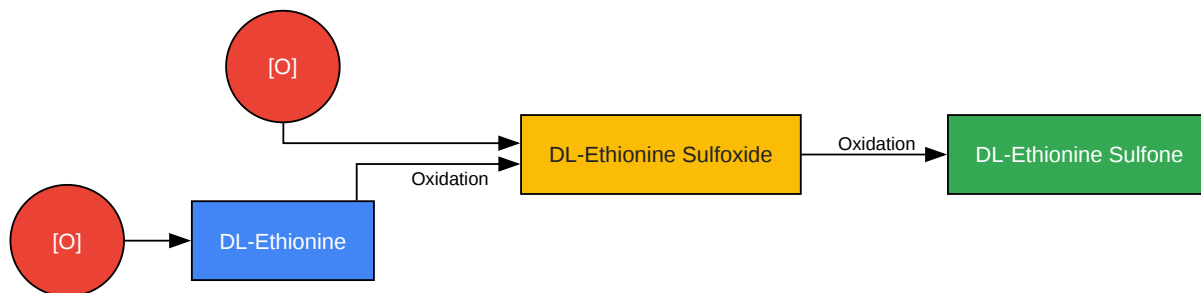 [O]
DL-Ethionine Sulfoxide
Oxidation
DL-Ethionine Sulfone
Oxidation
[O]
DL-Ethionine